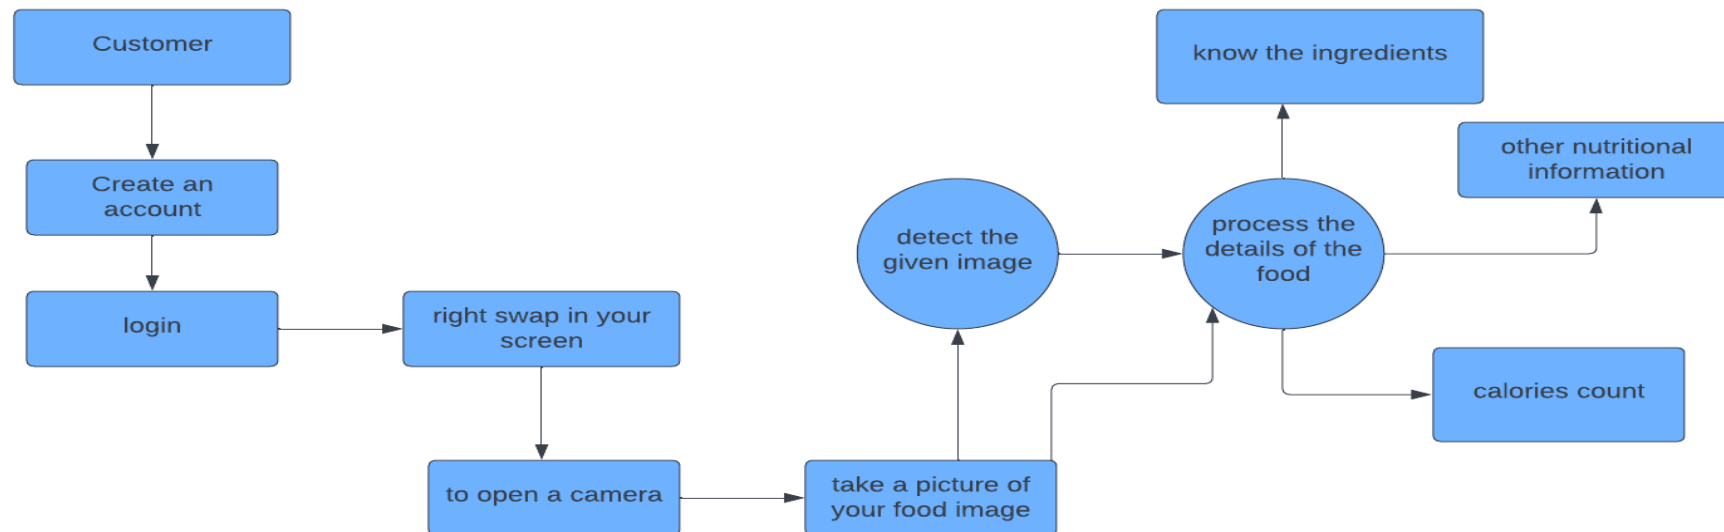 Customer
Create an
account
login
right swap in your
screen
to open a camera
take a picture of
your food image
detect the
given image
process the
details of the
food
know the ingredients
other nutritional
information
calories count